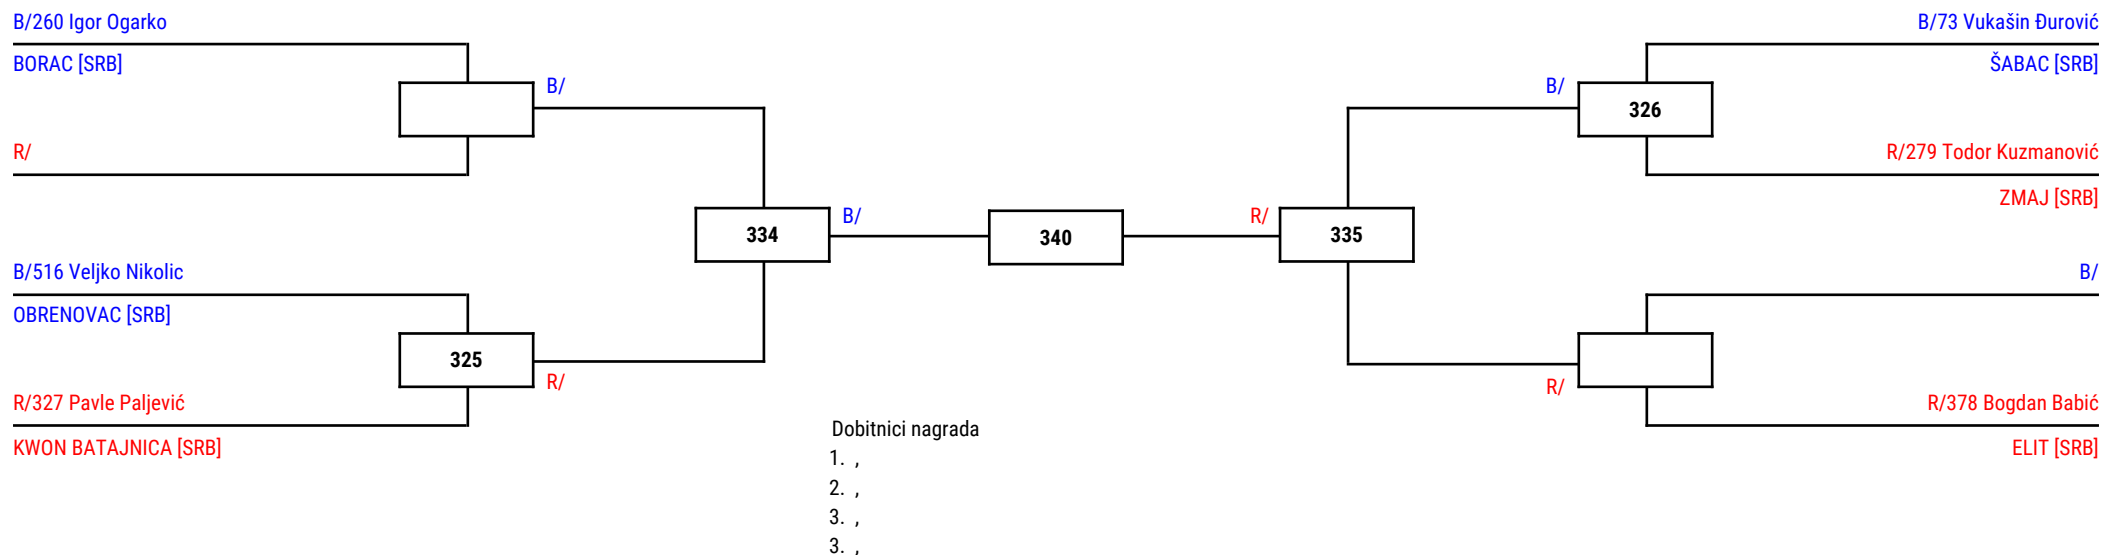 B/260 Igor Ogarko
BORAC [SRB]
R/
B/516 Veljko Nikolic
OBRENOVAC [SRB]
325
R/327 Pavle Paljević
KWON BATAJNICA [SRB]
B/
R/
334
B/
340
R/
335
B/
R/
B/73 Vukašin Đurović
ŠABAC [SRB]
326
R/279 Todor Kuzmanović
ZMAJ [SRB]
B/
R/378 Bogdan Babić
ELIT [SRB]
Dobitnici nagrada
1. ,
2. ,
3. ,
3. ,